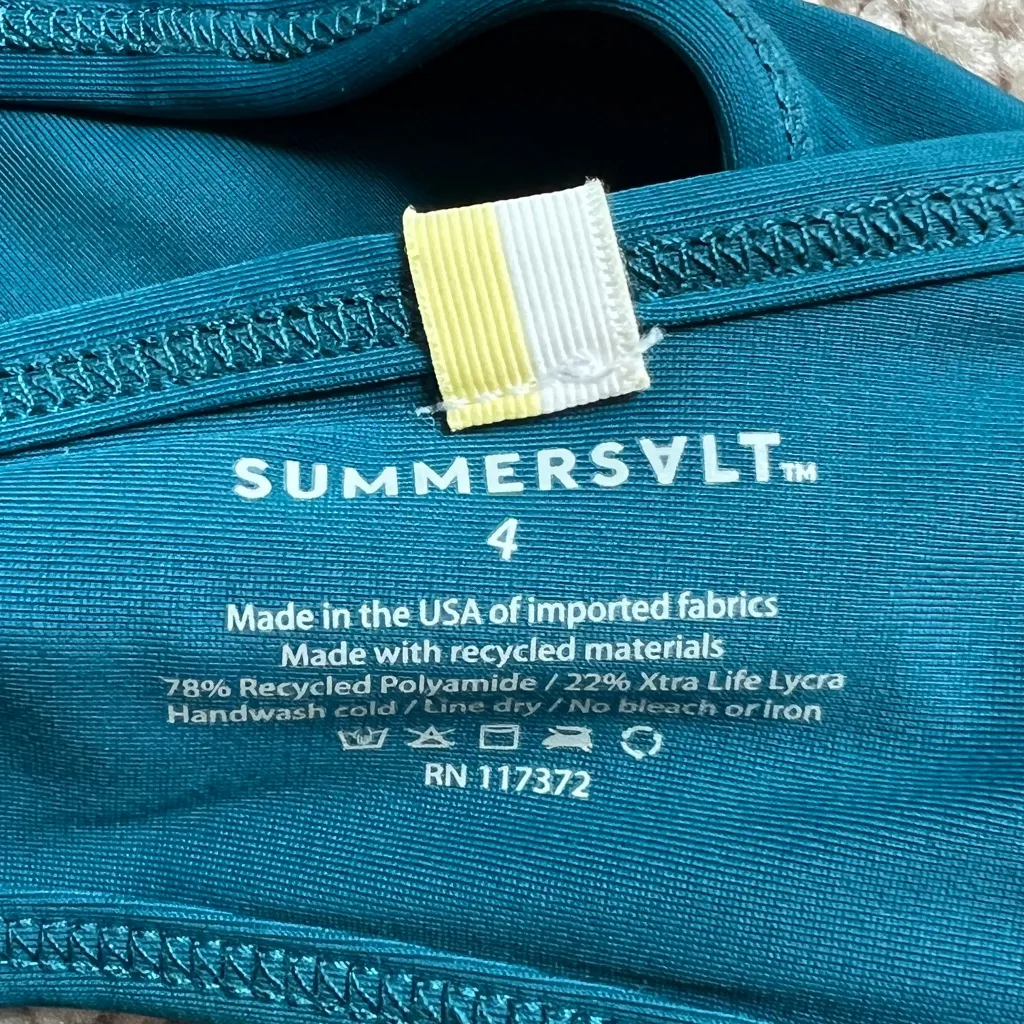 SUMMERSALT™
4
Made in the USA of imported fabrics
Made with recycled materials
78% Recycled Polyamide / 22% Xtra Life Lycra
Handwash cold / Line dry / No bleach or iron
RN 117372